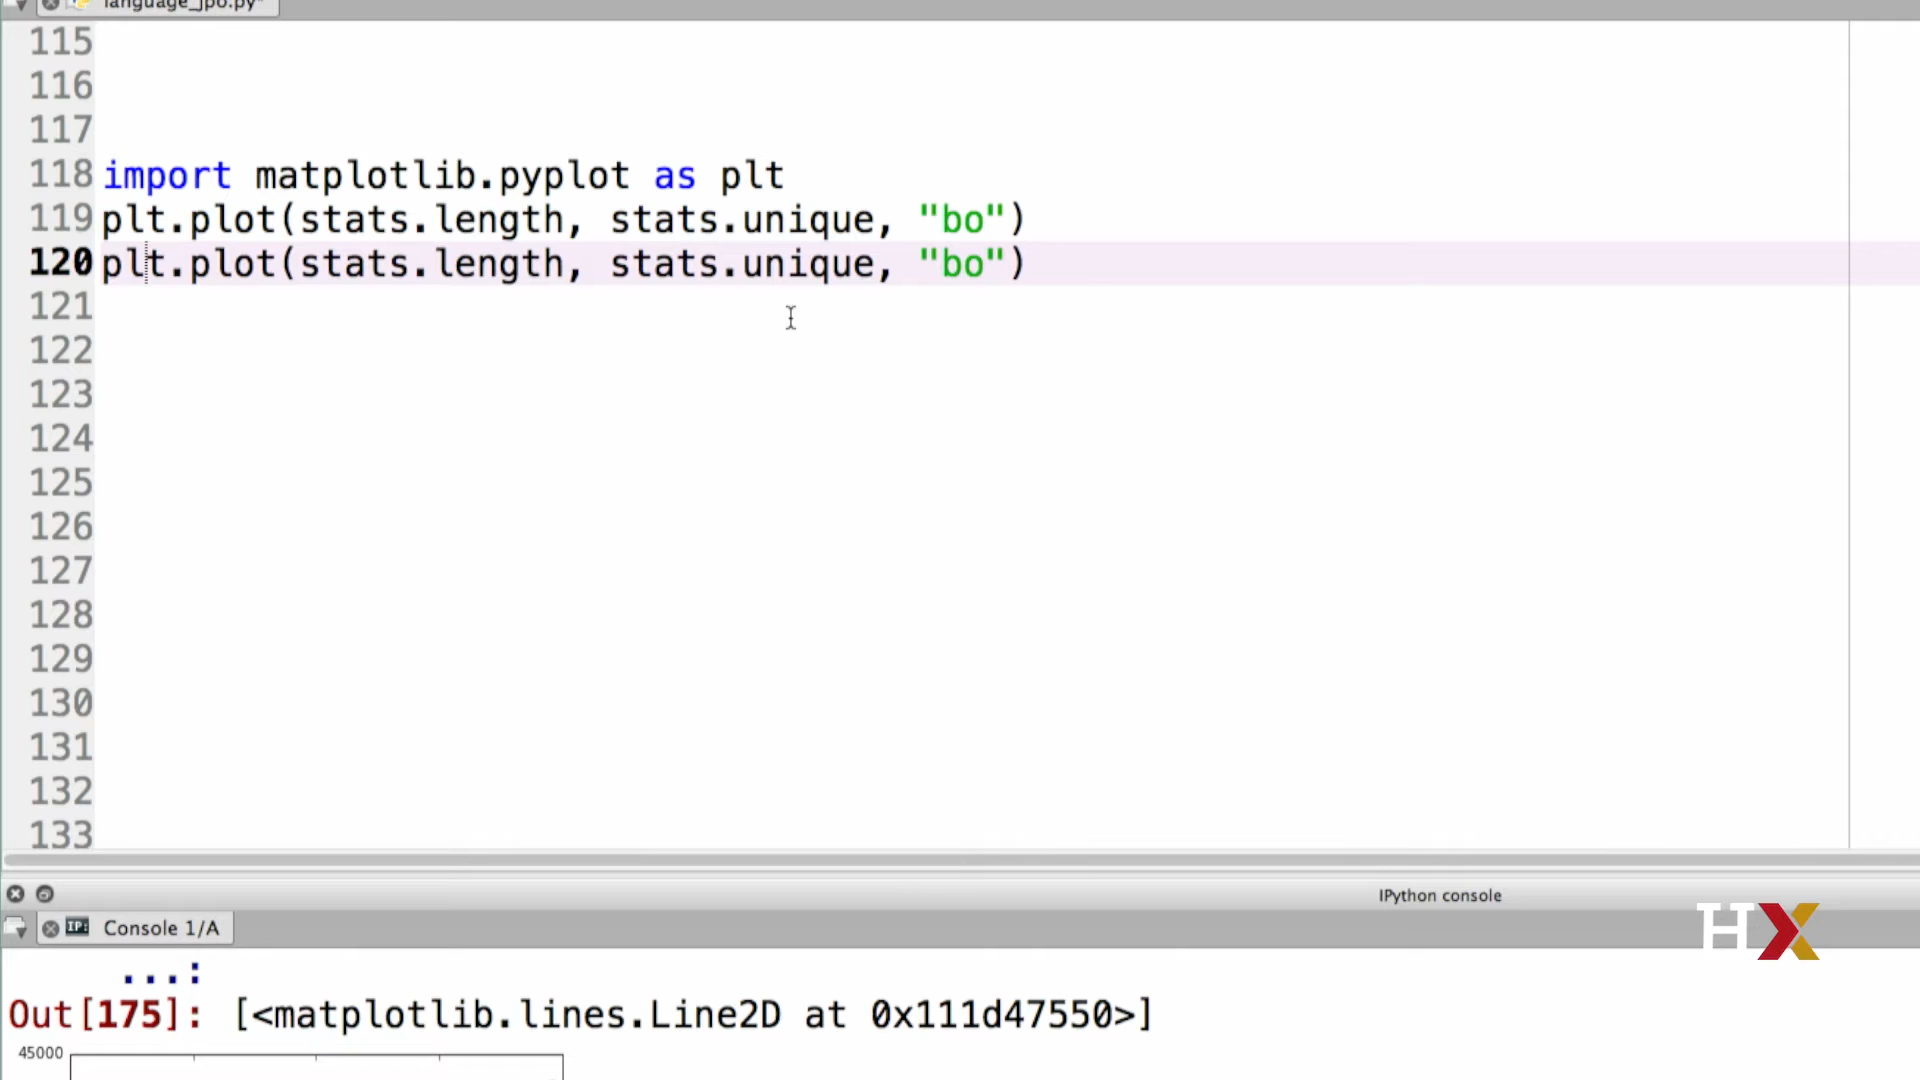 language_jpo.py*
115
116
117
118 import matplotlib.pyplot as plt
119 plt.plot(stats.length, stats.unique, "bo")
120 plt.plot(stats.length, stats.unique, "bo")
121
122
123
124
125
126
127
128
129
130
131
132
133
IPython console
IP: Console 1/A
HX
...:
Out[175]: [<matplotlib.lines.Line2D at 0x111d47550>]
45000